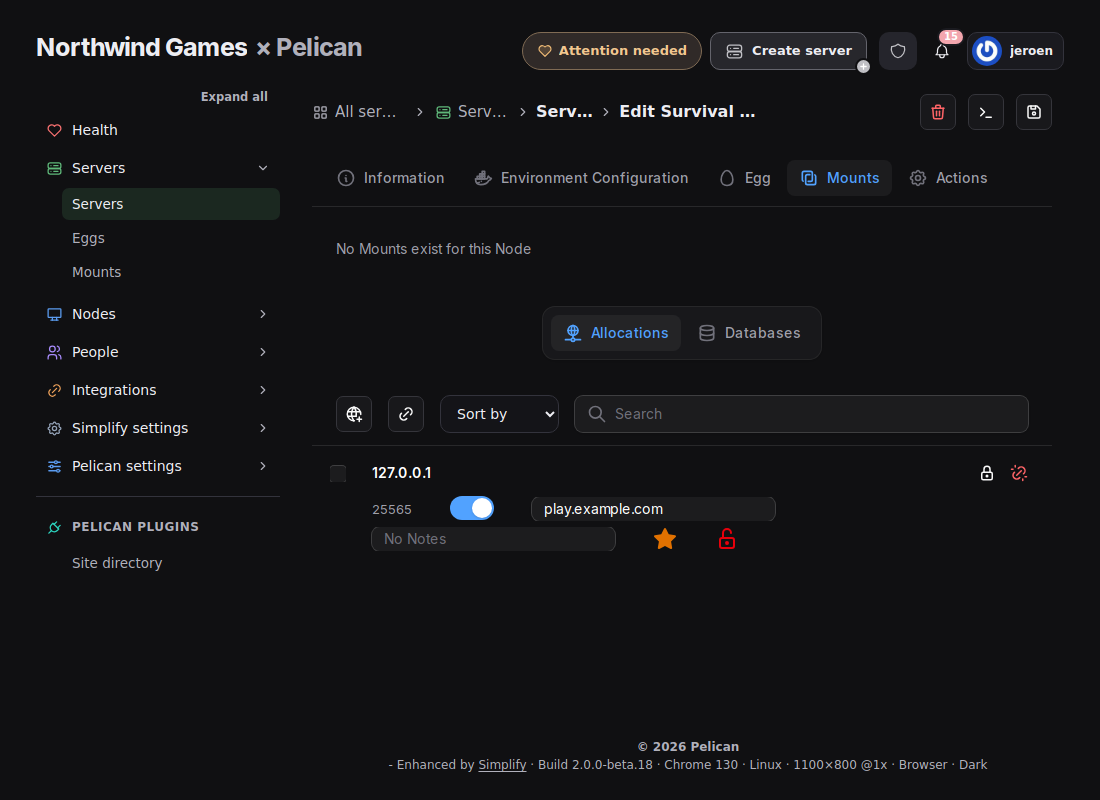 Northwind Games × Pelican
Attention needed
Create server
15
jeroen
Expand all
Health
Servers
Servers
Eggs
Mounts
Nodes
People
Integrations
Simplify settings
Pelican settings
PELICAN PLUGINS
Site directory
All ser... › Serv... › Serv... › Edit Survival ...
Information
Environment Configuration
Egg
Mounts
Actions
No Mounts exist for this Node
Allocations
Databases
Sort by
Search
127.0.0.1
25565
play.example.com
No Notes
© 2026 Pelican
- Enhanced by Simplify · Build 2.0.0-beta.18 · Chrome 130 · Linux · 1100×800 @1x · Browser · Dark